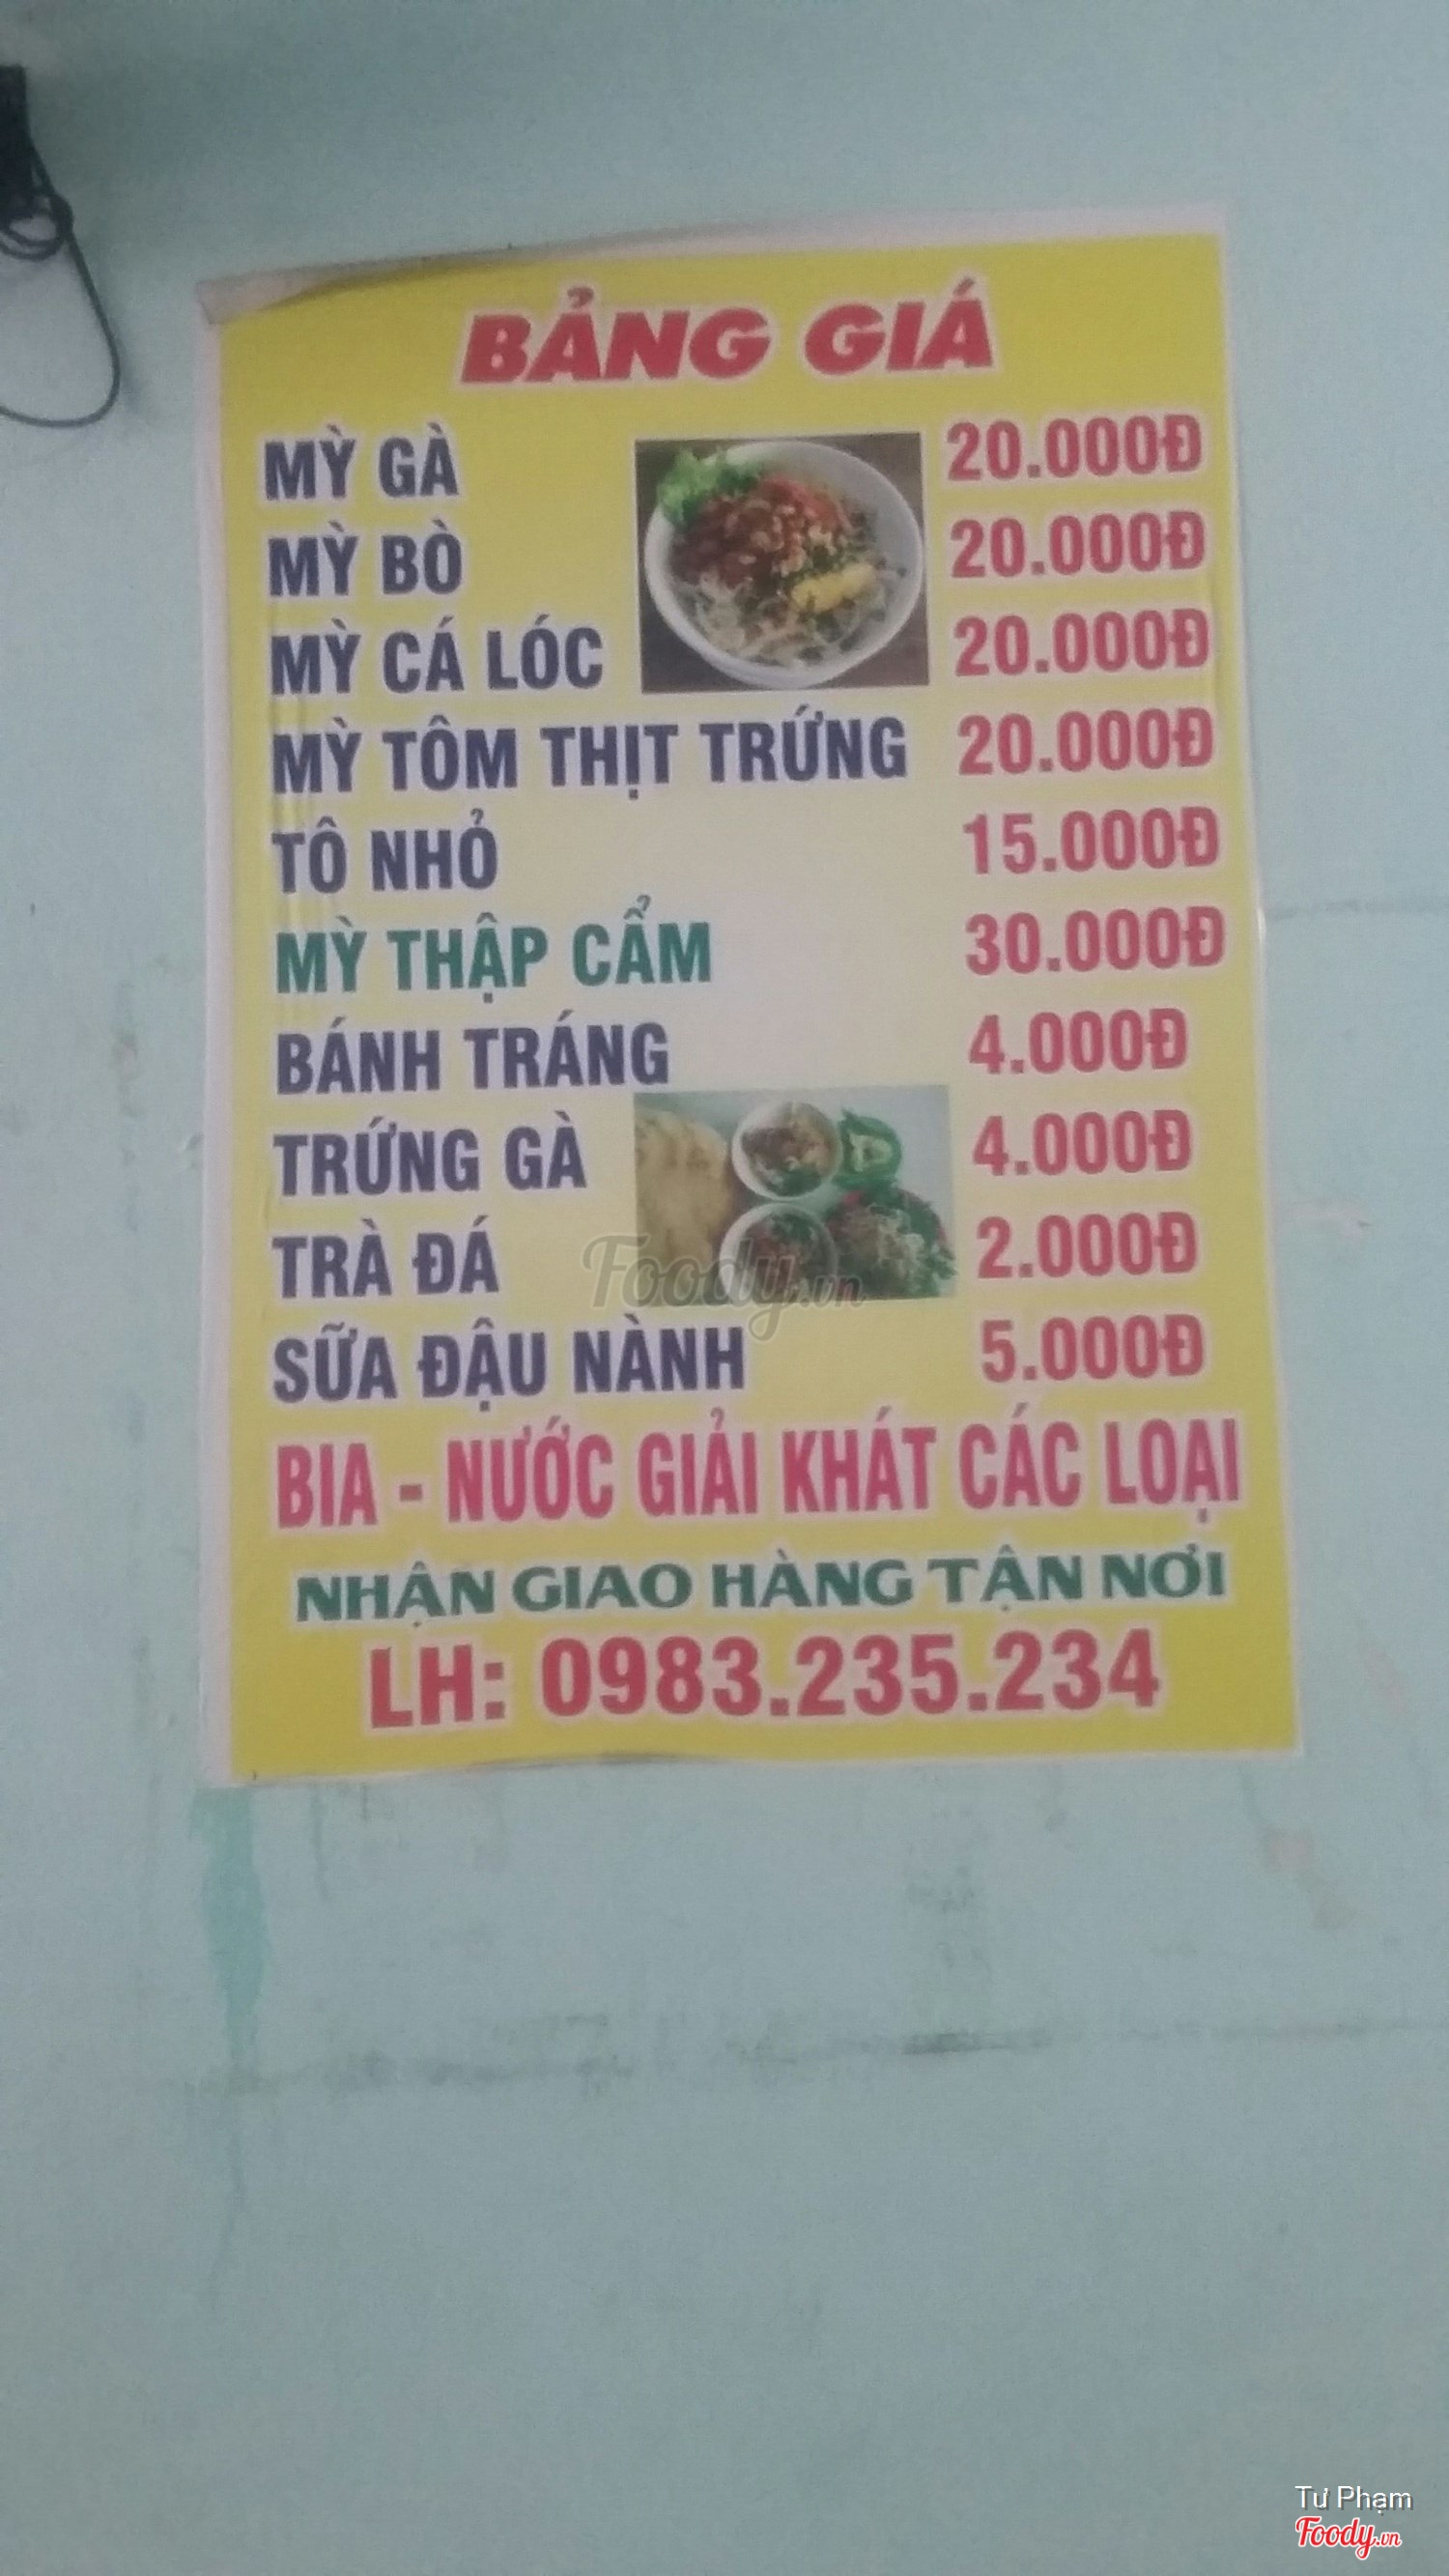 BẢNG GIÁ
MỲ GÀ 20.000Đ
MỲ BÒ 20.000Đ
MỲ CÁ LÓC 20.000Đ
MỲ TÔM THỊT TRỨNG 20.000Đ
TÔ NHỎ 15.000Đ
MỲ THẬP CẨM 30.000Đ
BÁNH TRÁNG 4.000Đ
TRỨNG GÀ 4.000Đ
TRÀ ĐÁ 2.000Đ
Foody.vn
SỮA ĐẬU NÀNH 5.000Đ
BIA - NƯỚC GIẢI KHÁT CÁC LOẠI
NHẬN GIAO HÀNG TẬN NƠI
LH: 0983.235.234
Tư Phạm
Foody.vn